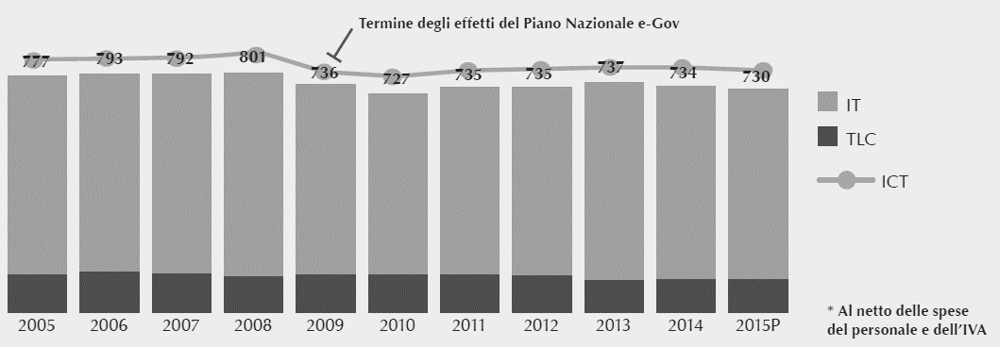 Termine degli effetti del Piano Nazionale e-Gov
777 793 792 801 736 727 735 735 737 734 730
IT
TLC
ICT
2005 2006 2007 2008 2009 2010 2011 2012 2013 2014 2015P
* Al netto delle spese
del personale e dell'IVA